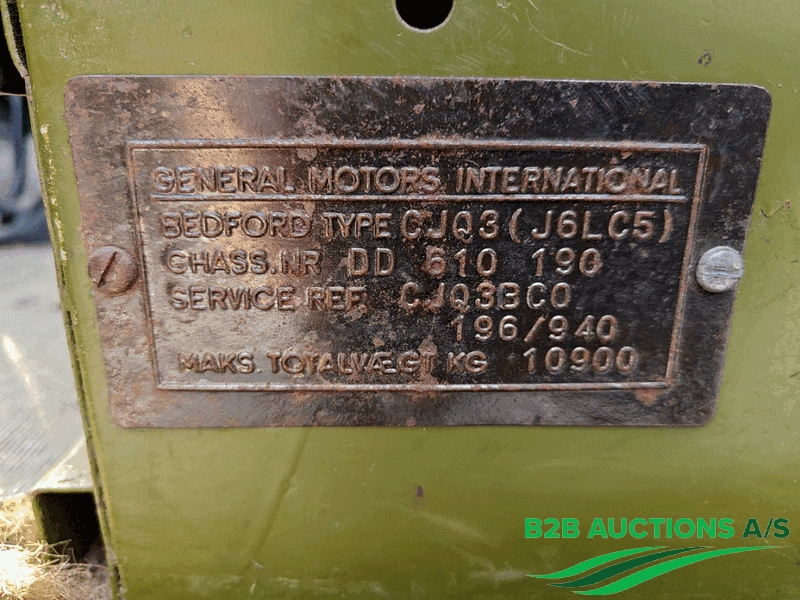 GENERAL MOTORS INTERNATIONAL
BEDFORD TYPE CJQ3 (J6LC5)
CHASS. NR DD 610 190
SERVICE REF. CJQ3BC0
196/940
MAKS. TOTALVÆGT KG 10900
B2B AUCTIONS A/S